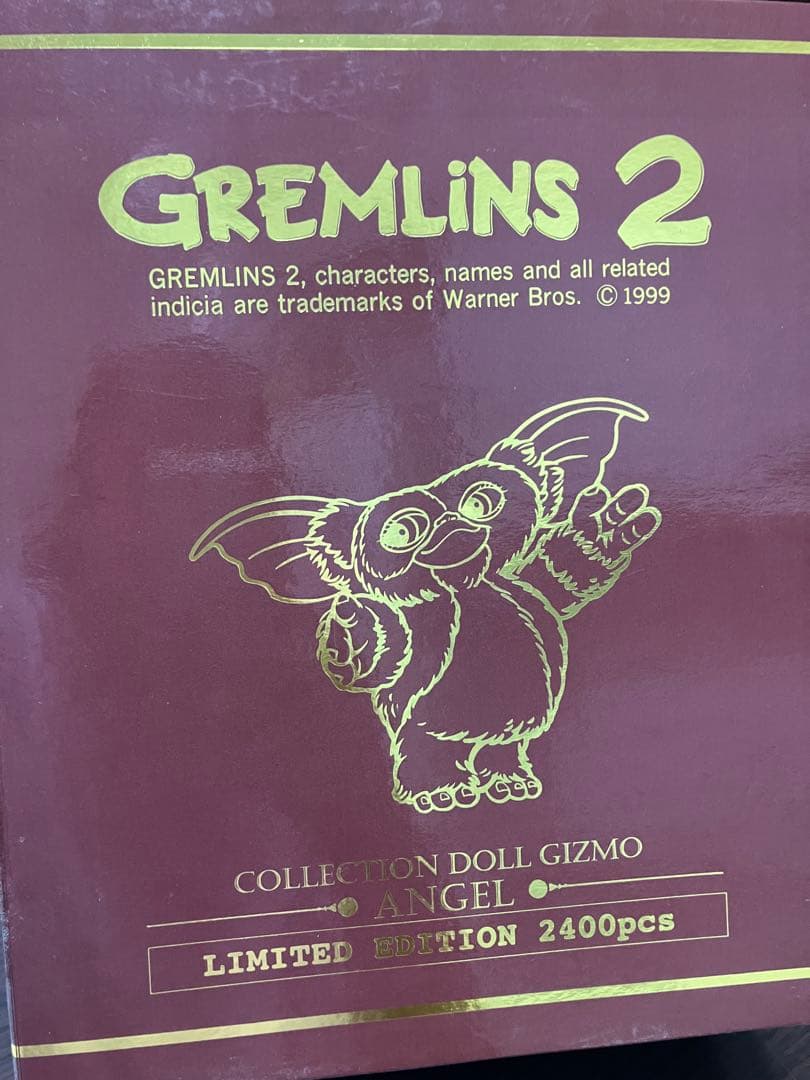 GREMLiNS 2
GREMLINS 2, characters, names and all related
indicia are trademarks of Warner Bros. © 1999
COLLECTION DOLL GIZMO
ANGEL
LIMITED EDITION 2400pcs